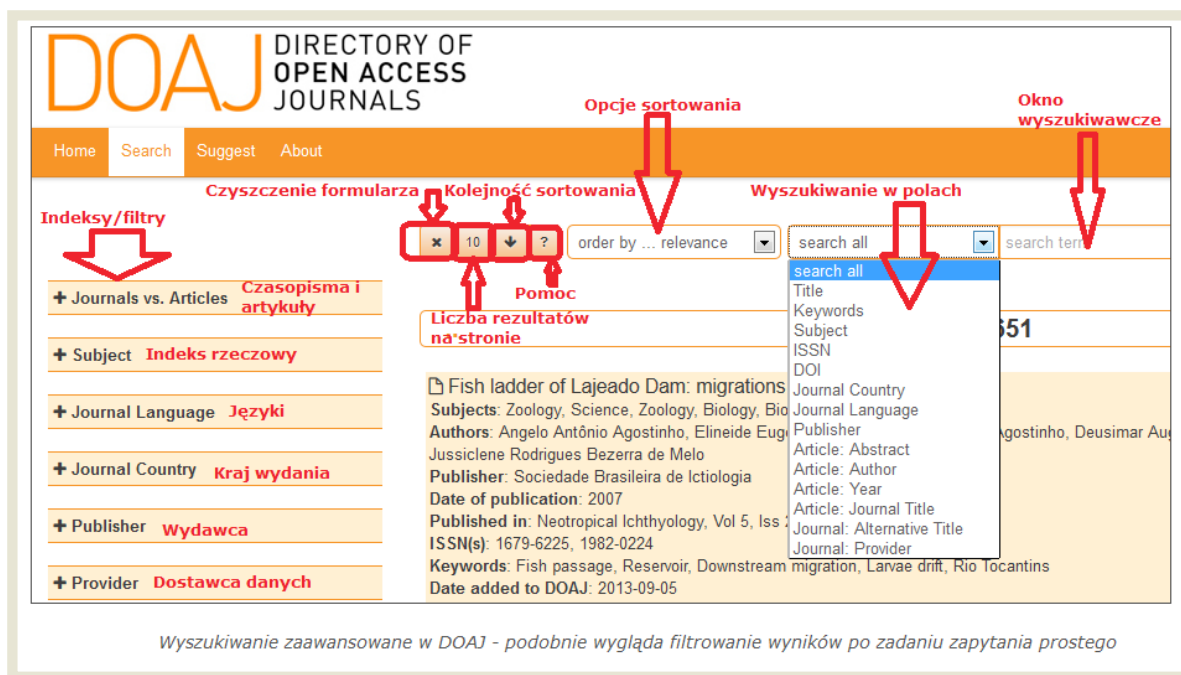 DOAJ
DIRECTORY OF
OPEN ACCESS
JOURNALS
Opcje sortowania
Okno
wyszukiwawcze
Home Search Suggest About
Czyszczenie formularza
Kolejność sortowania
Wyszukiwanie w polach
Indeksy/filtry
10 ? order by ... relevance search all search term
search all
Title
Keywords
Subject
ISSN
DOI
Journal Country
Journal Language
Publisher
Article: Abstract
Article: Author
Article: Year
Article: Journal Title
Journal: Alternative Title
Journal: Provider
Pomoc
Liczba rezultatów
na stronie
651
+ Journals vs. Articles Czasopisma i
artykuły
+ Subject Indeks rzeczowy
+ Journal Language Języki
+ Journal Country Kraj wydania
+ Publisher Wydawca
+ Provider Dostawca danych
Fish ladder of Lajeado Dam: migrations
Subjects: Zoology, Science, Zoology, Biology, Bio
Authors: Angelo Antônio Agostinho, Elineide Euge gostinho, Deusimar Aug
Jussiclene Rodrigues Bezerra de Melo
Publisher: Sociedade Brasileira de Ictiologia
Date of publication: 2007
Published in: Neotropical Ichthyology, Vol 5, Iss
ISSN(s): 1679-6225, 1982-0224
Keywords: Fish passage, Reservoir, Downstream migration, Larvae drift, Rio Tocantins
Date added to DOAJ: 2013-09-05
Wyszukiwanie zaawansowane w DOAJ - podobnie wygląda filtrowanie wyników po zadaniu zapytania prostego